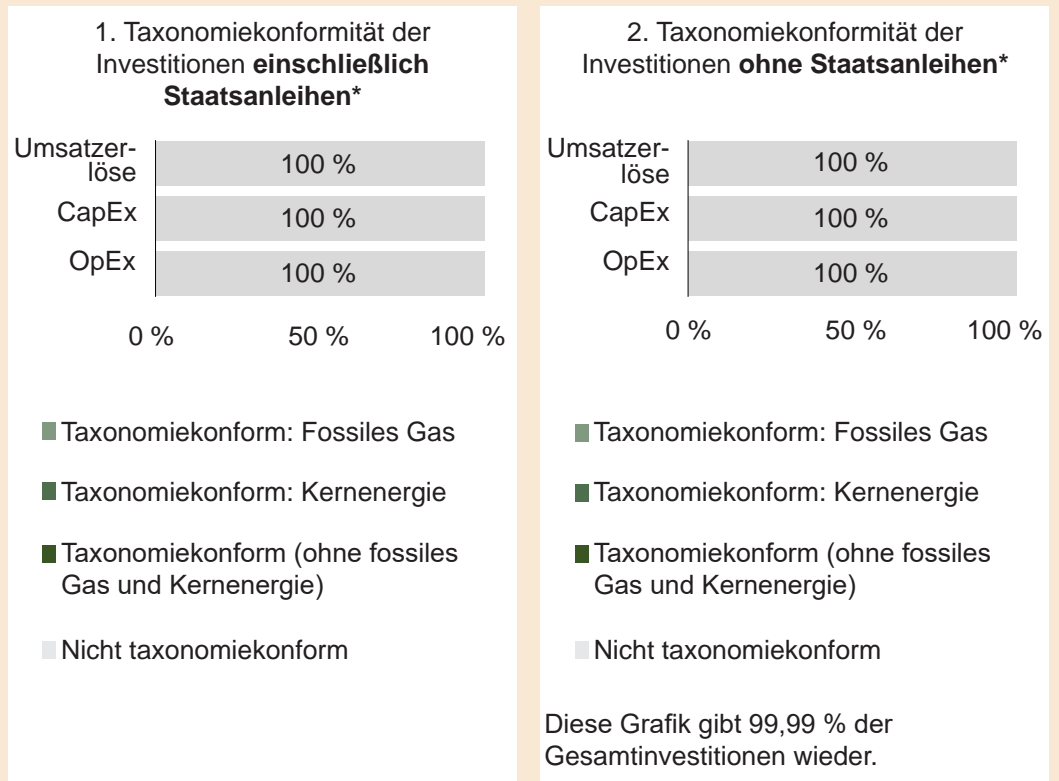 1. Taxonomiekonformität der
Investitionen einschließlich
Staatsanleihen*
Umsatzer-
löse
100 %
CapEx
100 %
OpEx
100 %
0 %
50 %
100 %
Taxonomiekonform: Fossiles Gas
Taxonomiekonform: Kernenergie
Taxonomiekonform (ohne fossiles
Gas und Kernenergie)
Nicht taxonomiekonform
2. Taxonomiekonformität der
Investitionen ohne Staatsanleihen*
Umsatzer-
löse
100 %
CapEx
100 %
OpEx
100 %
0 %
50 %
100 %
Taxonomiekonform: Fossiles Gas
Taxonomiekonform: Kernenergie
Taxonomiekonform (ohne fossiles
Gas und Kernenergie)
Nicht taxonomiekonform
Diese Grafik gibt 99,99 % der
Gesamtinvestitionen wieder.